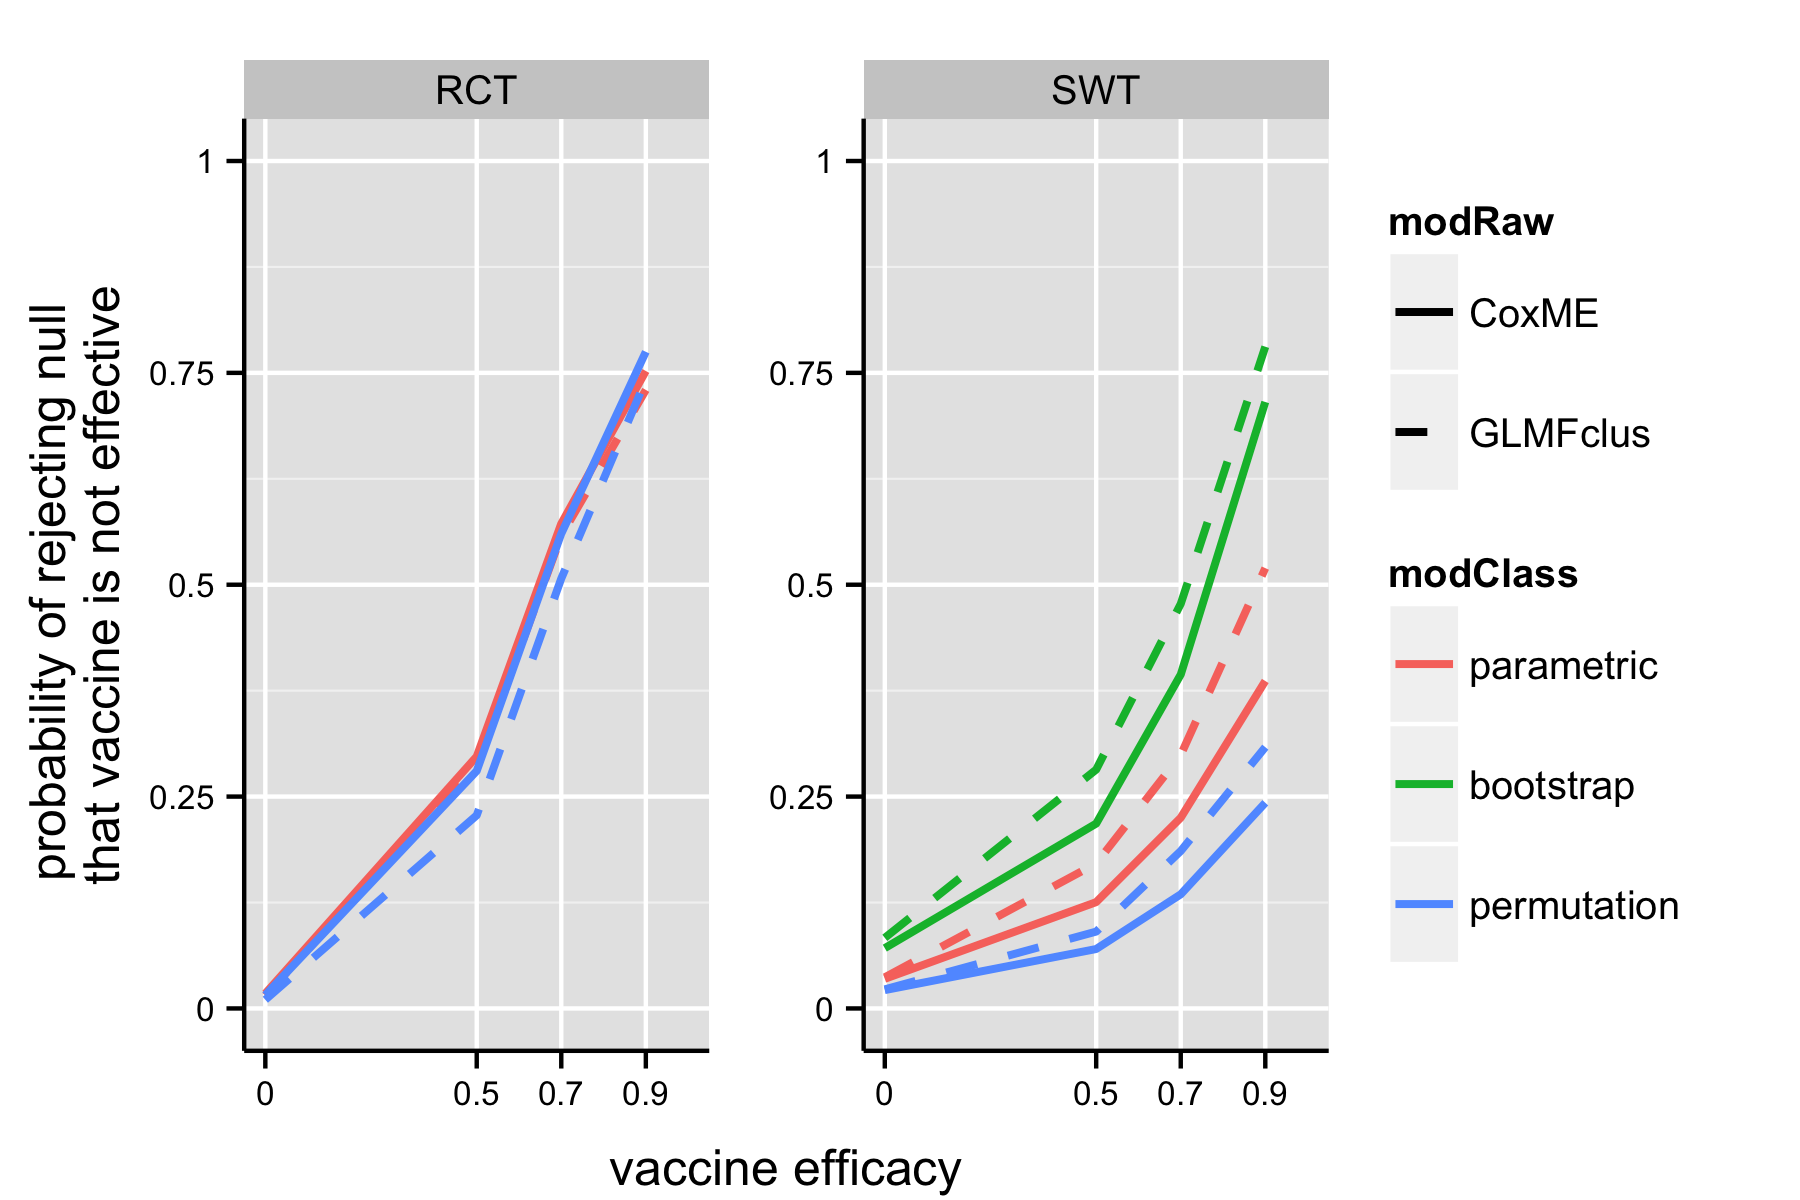 RCT
SWT
probability of rejecting null
that vaccine is not effective
1
0.75
0.5
0.25
0
1
0.75
0.5
0.25
0
0 0.5 0.7 0.9
0 0.5 0.7 0.9
vaccine efficacy
modRaw
CoxME
GLMFclus
modClass
parametric
bootstrap
permutation